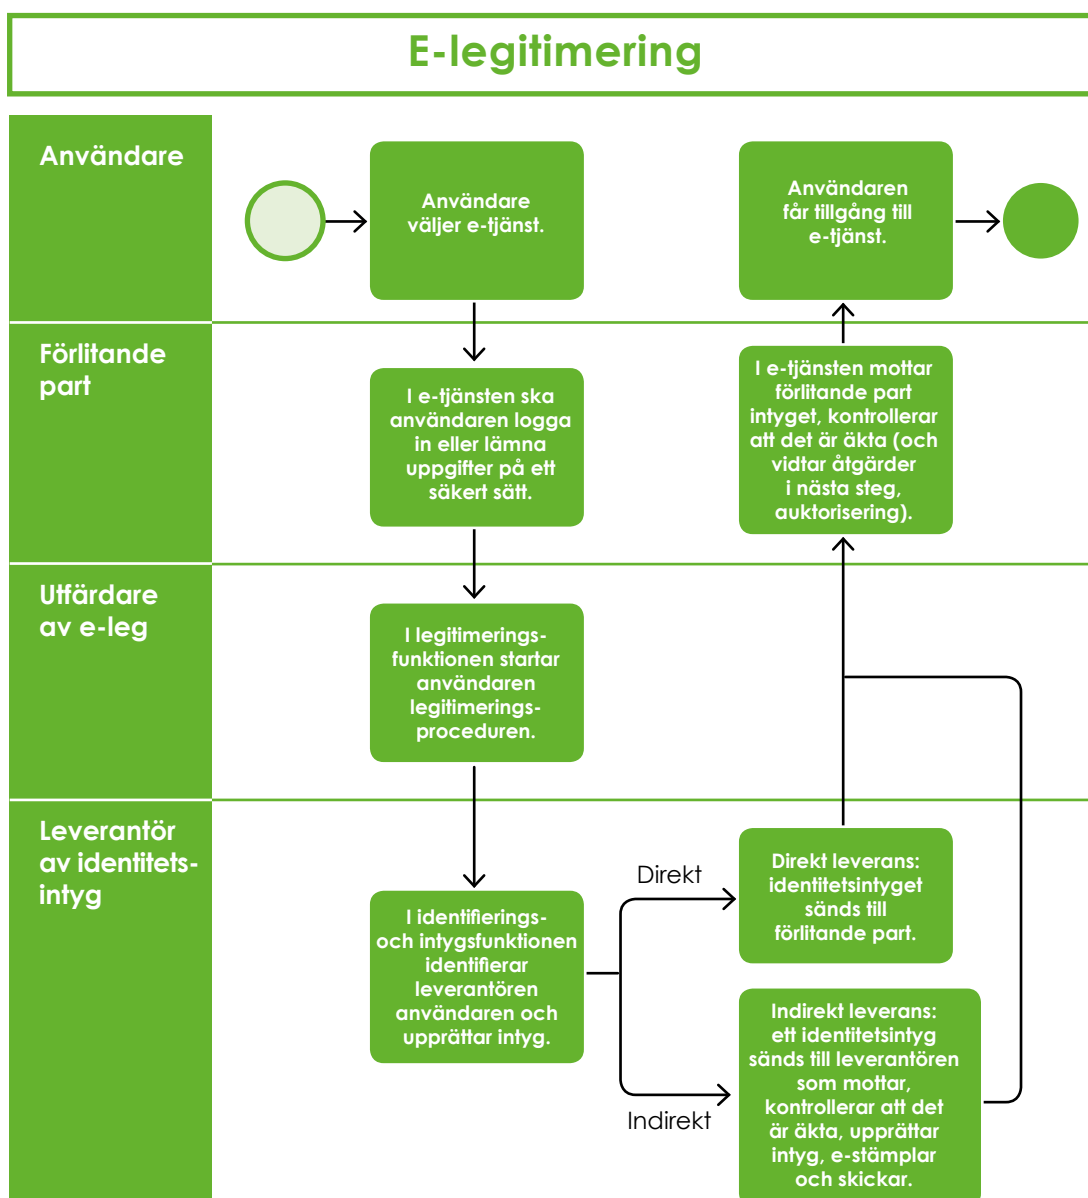 E-legitimering
Användare
Användare
väljer e-tjänst.
Användaren
får tillgång till
e-tjänst.
Förlitande
part
I e-tjänsten ska
användaren logga
in eller lämna
uppgifter på ett
säkert sätt.
I e-tjänsten mottar
förlitande part
intyget, kontrollerar
att det är äkta (och
vidtar åtgärder
i nästa steg,
auktorisering).
Utfärdare
av e-leg
I legitimerings-
funktionen startar
användaren
legitimerings-
proceduren.
Leverantör
av identitets-
intyg
I identifierings-
och intygsfunktionen
identifierar
leverantören
användaren och
upprättar intyg.
Direkt
Direkt leverans:
identitetsintyget
sänds till
förlitande part.
Indirekt
Indirekt leverans:
ett identitetsintyg
sänds till leverantören
som mottar,
kontrollerar att det
är äkta, upprättar
intyg, e-stämplar
och skickar.